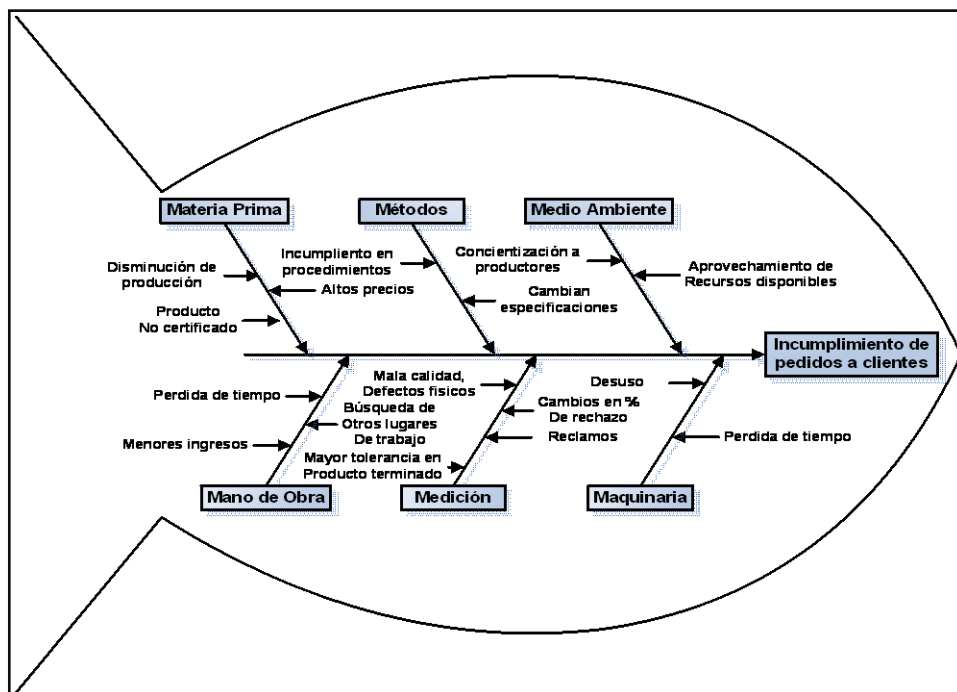 Materia Prima
Métodos
Medio Ambiente
Disminución de
producción
Altos precios
Producto
No certificado
Incumpliento en
procedimientos
Cambian
especificaciones
Concientización a
productores
Aprovechamiento de
Recursos disponibles
Incumplimiento de
pedidos a clientes
Perdida de tiempo
Búsqueda de
Otros lugares
De trabajo
Menores ingresos
Mala calidad,
Defectos fisicos
Cambios en %
De rechazo
Reclamos
Mayor tolerancia en
Producto terminado
Desuso
Perdida de tiempo
Mano de Obra
Medición
Maquinaria